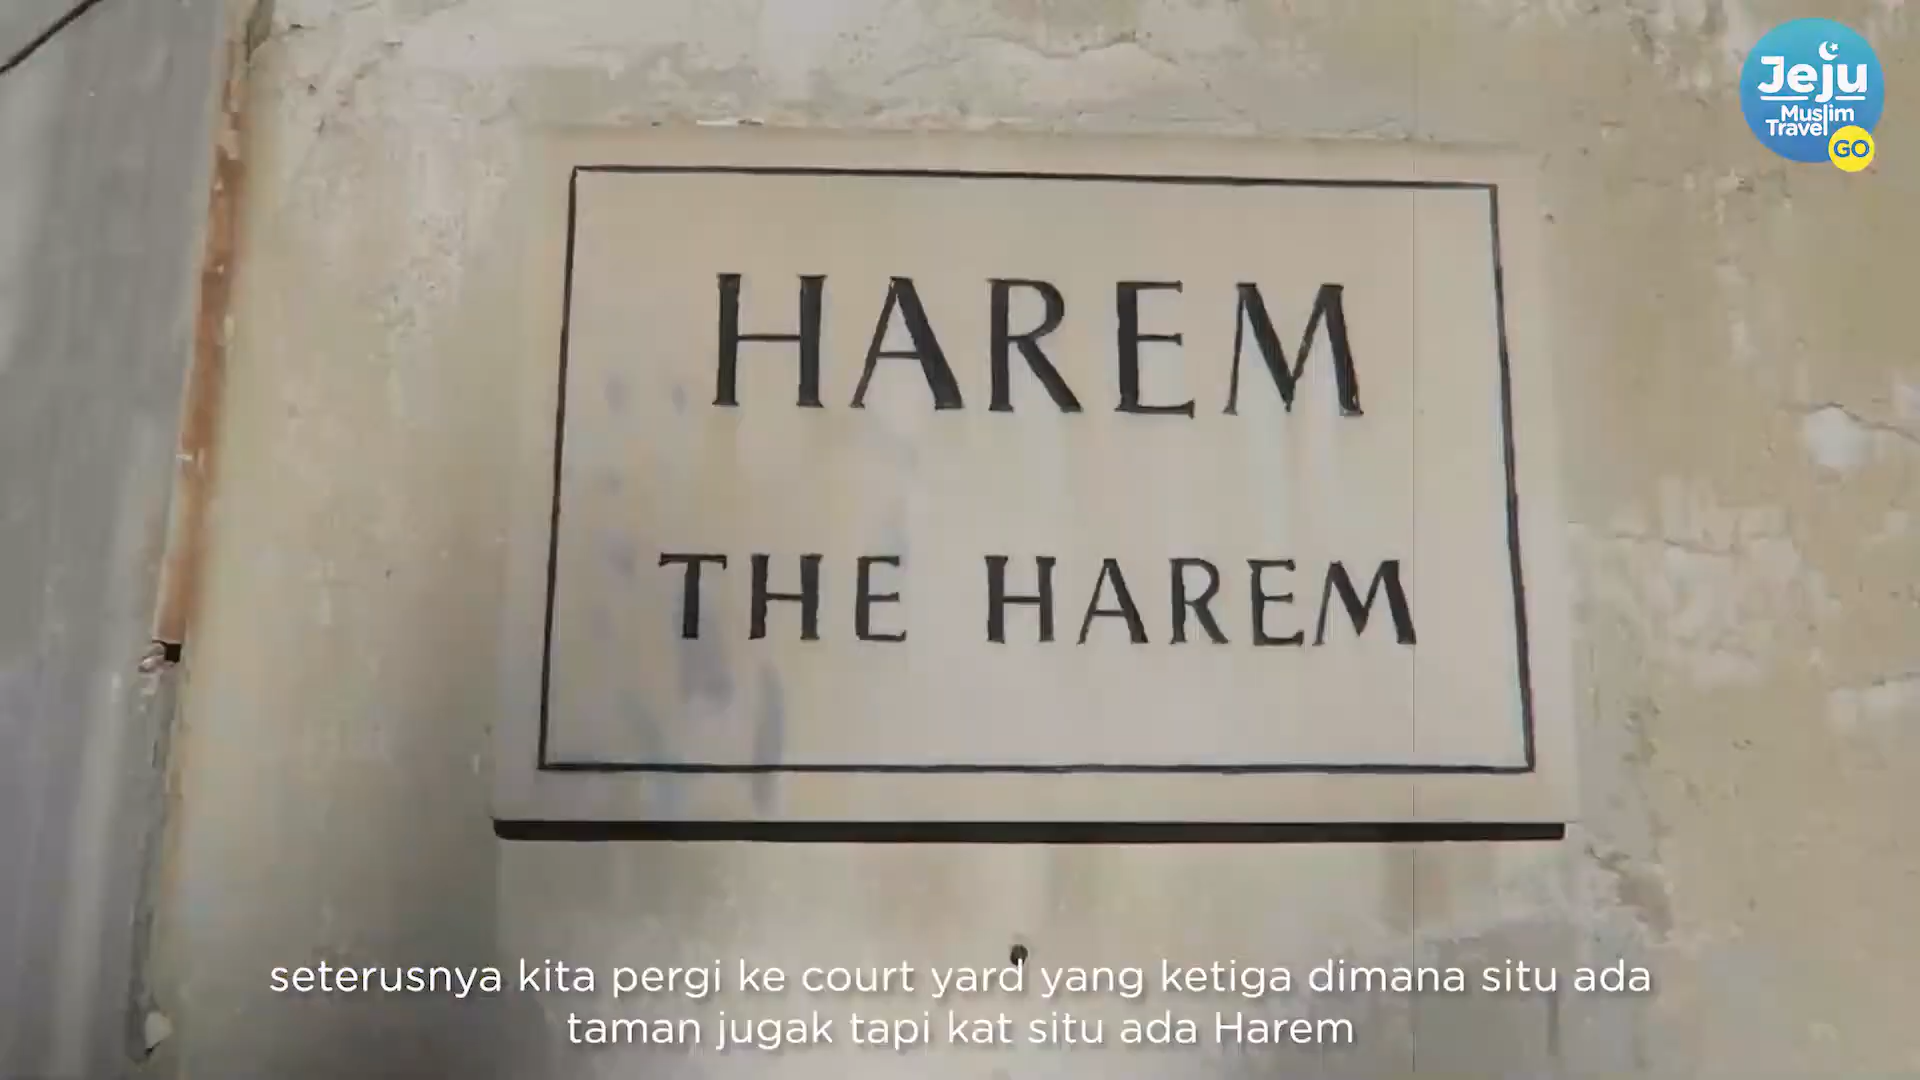 Jeju
Muslim
Travel
GO
HAREM
THE HAREM
seterusnya kita pergi ke court yard yang ketiga dimana situ ada
taman jugak tapi kat situ ada Harem